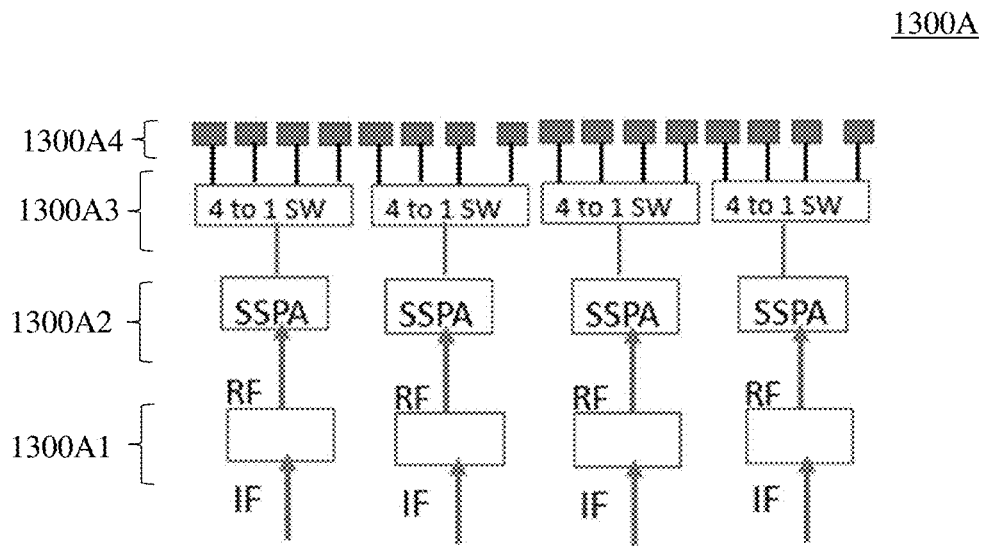 1300A
1300A4
1300A3
4 to 1 SW 4 to 1 SW 4 to 1 SW 4 to 1 SW
1300A2
SSPA SSPA SSPA SSPA
RF RF RF RF
1300A1
IF IF IF IF